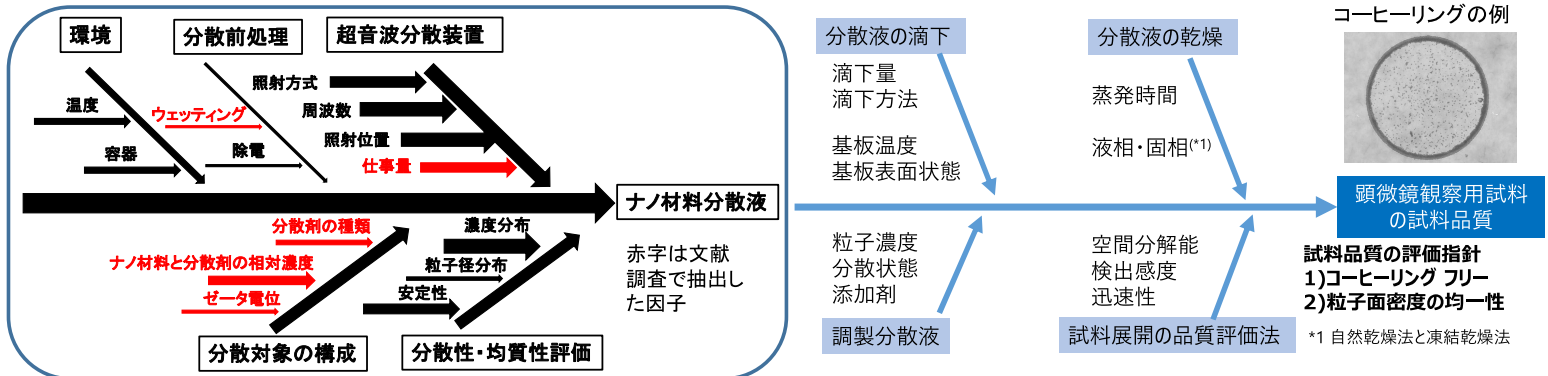 環境
分散前処理
超音波分散装置
温度
容器
ウェッティング
除電
照射方式
周波数
照射位置
仕事量
ナノ材料分散液
分散剤の種類
ナノ材料と分散剤の相対濃度
ゼータ電位
分散対象の構成
濃度分布
粒子径分布
安定性
分散性・均質性評価
赤字は文献
調査で抽出し
た因子
分散液の滴下
滴下量
滴下方法
基板温度
基板表面状態
分散液の乾燥
蒸発時間
液相・固相(*1)
粒子濃度
分散状態
添加剤
調製分散液
空間分解能
検出感度
迅速性
試料展開の品質評価法
コーヒーリングの例
顕微鏡観察用試料
の試料品質
試料品質の評価指針
1)コーヒーリング フリー
2)粒子面密度の均一性
*1 自然乾燥法と凍結乾燥法